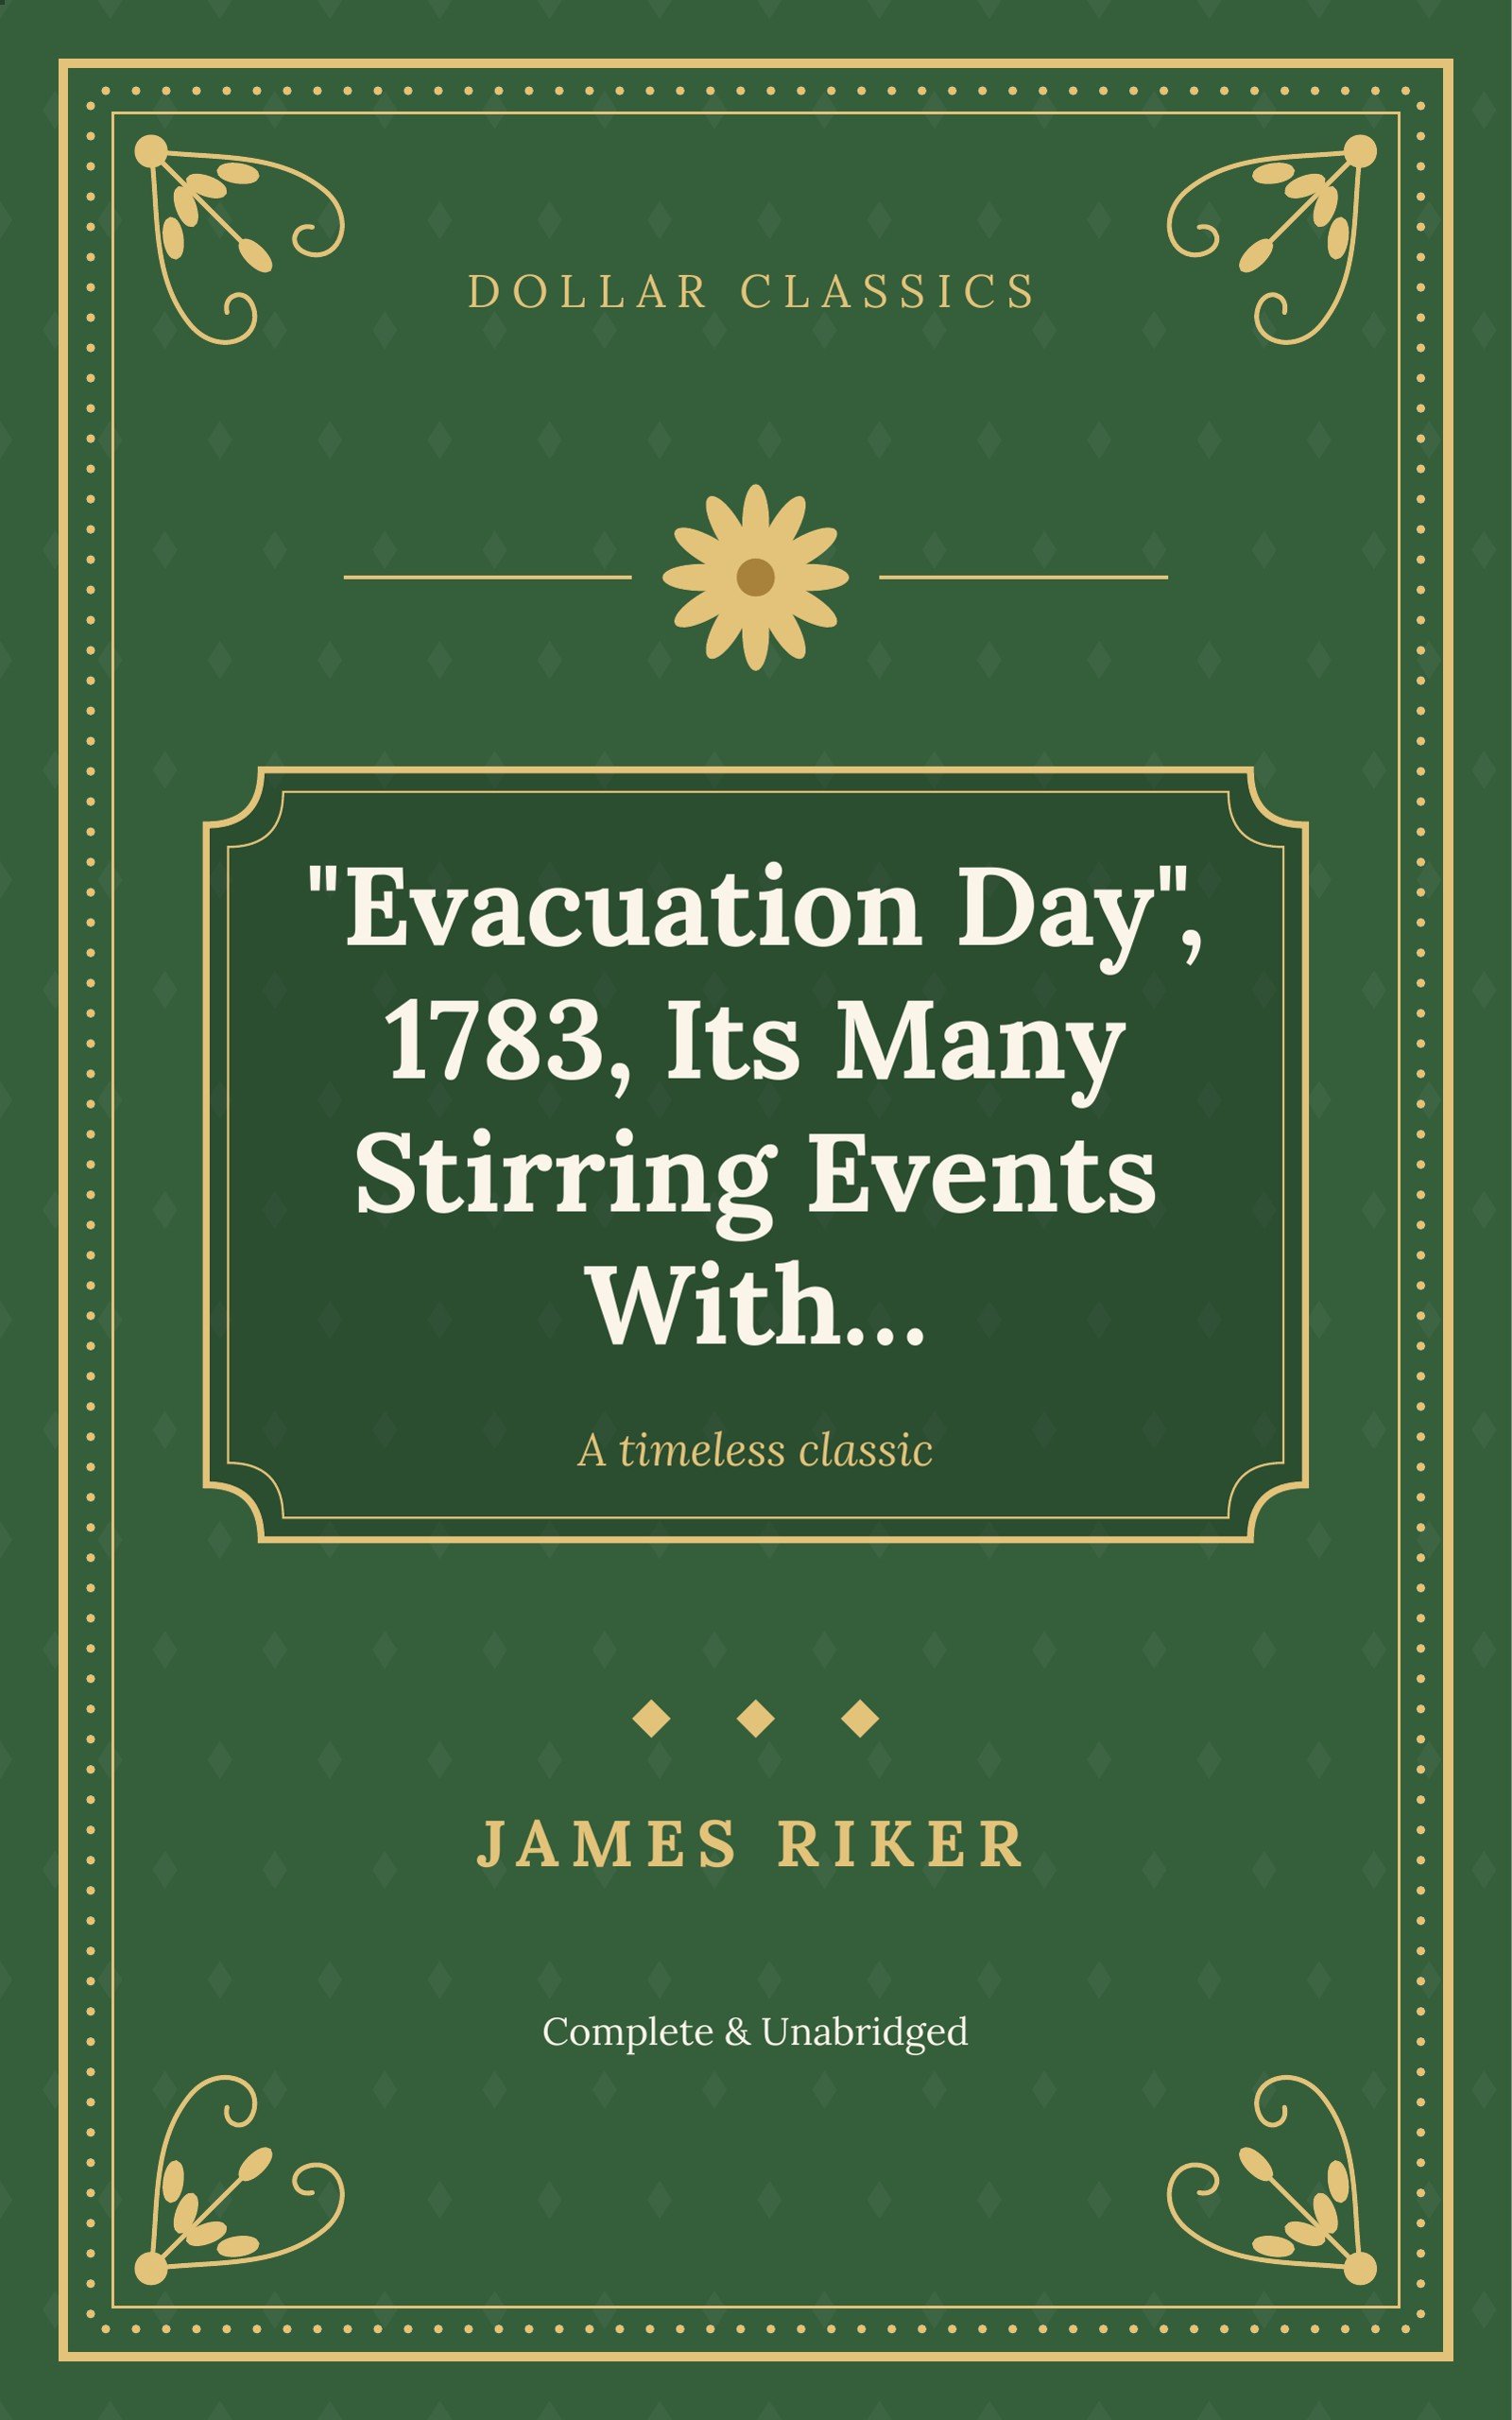 DOLLAR CLASSICS
"Evacuation Day",
1783, Its Many
Stirring Events
With...
A timeless classic
JAMES RIKER
Complete & Unabridged